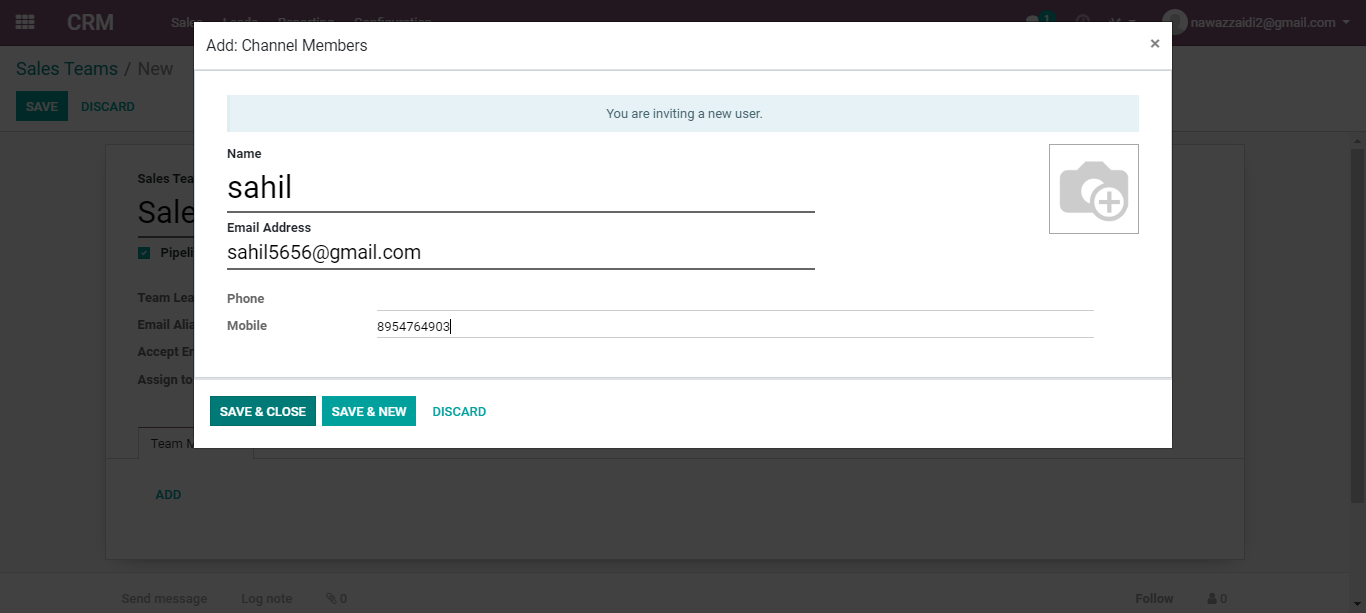 CRM
1
nawazzaidi2@gmail.com
Add: Channel Members
×
Sales Teams / New
SAVE DISCARD
You are inviting a new user.
Name
sahil
Email Address
sahil5656@gmail.com
Phone
Mobile 8954764903
SAVE & CLOSE SAVE & NEW DISCARD
Sales Tea
Sale
Pipeli
Team Lea
Email Alia
Accept Em
Assign to
Team M
ADD
Send message Log note 0 Follow 0